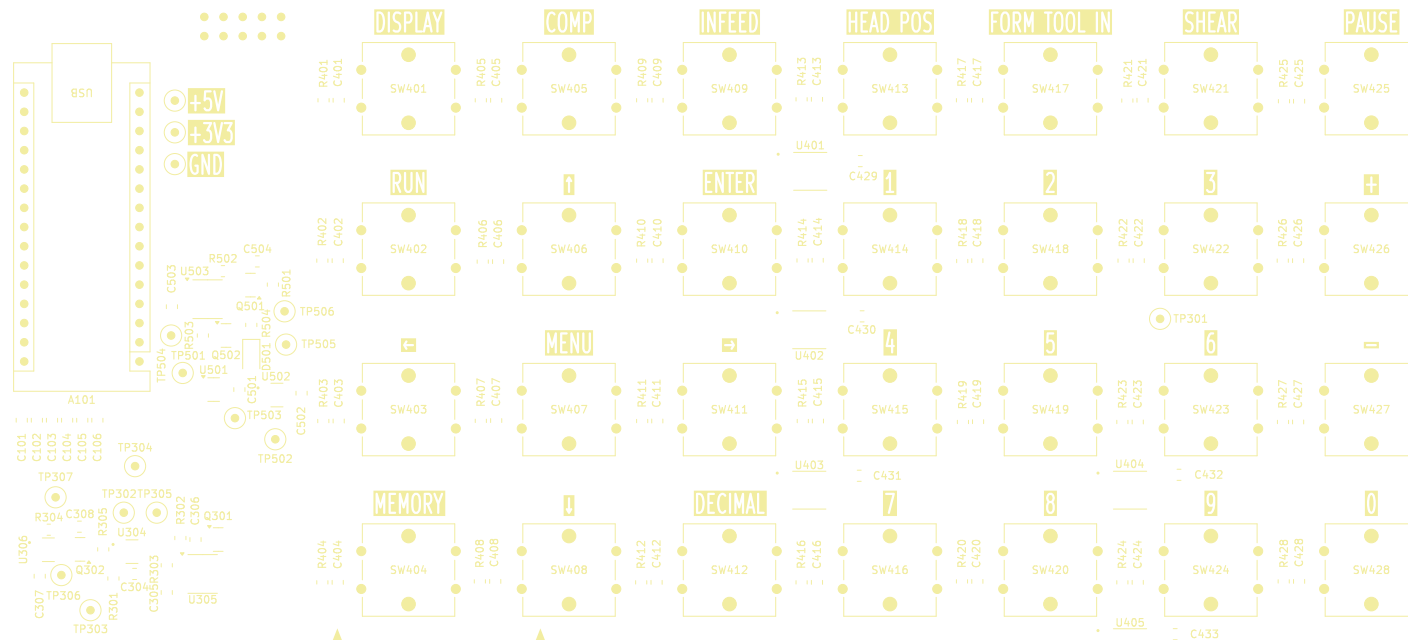 DISPLAY COMP INFEED HEAD POS FORM TOOL IN SHEAR PAUSE
R401 C401 R405 C405 R409 C409 R413 C413 R417 C417 R421 C421 R425 C425
USB
SW401 SW405 SW409 SW413 SW417 SW421 SW425
+5V
+3V3
GND
U401
C429
RUN ↑ ENTER 1 2 3 +
R402 C402 R406 C406 R410 C410 R414 C414 R418 C418 R422 C422 R426 C426
SW402 SW406 SW410 SW414 SW418 SW422 SW426
C504
R502
U503
C503
R501
Q501
TP506
TP301
R504
C430
R503
Q502
TP505
D501
TP504
TP501
U501
U502
← MENU → 4 5 6 -
U402
R403 C403 R407 C407 R411 C411 R415 C415 R419 C419 R423 C423 R427 C427
SW403 SW407 SW411 SW415 SW419 SW423 SW427
A101
C501
TP503
C502
TP502
C101 C102 C103 C104 C105 C106
TP304
TP307
U403
C431
U404
C432
TP302 TP305
MEMORY ↓ DECIMAL 7 8 9 0
R304
C308
R305
U304
R302
C306
Q301
R404 C404 R408 C408 R412 C412 R416 C416 R420 C420 R424 C424 R428 C428
SW404 SW408 SW412 SW416 SW420 SW424 SW428
U306
Q302
R303
C304
TP306
C307
R301
C305
U305
TP303
U405
C433